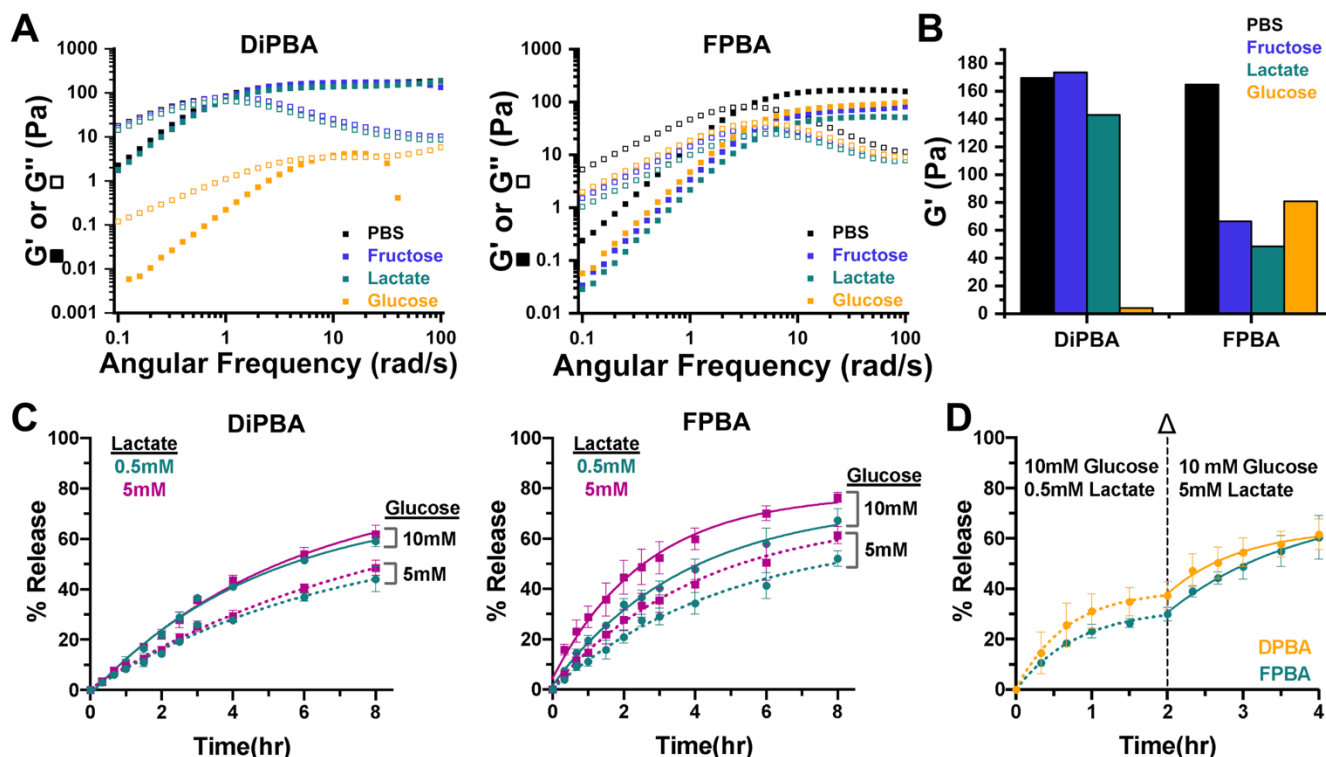 A
DiPBA
G' or G'' (Pa)
1000
100
10
1
0.1
0.01
0.001
PBS
Fructose
Lactate
Glucose
0.1
1
10
100
Angular Frequency (rad/s)
FPBA
G' or G'' (Pa)
1000
100
10
1
0.1
0.01
PBS
Fructose
Lactate
Glucose
0.1
1
10
100
Angular Frequency (rad/s)
B
PBS
Fructose
Lactate
Glucose
G' (Pa)
160
140
120
100
80
60
40
20
0
DiPBA
FPBA
C
DiPBA
% Release
100
80
60
40
20
0
Lactate
0.5mM
5mM
Glucose
10mM
5mM
0
2
4
6
8
Time(hr)
FPBA
% Release
100
80
60
40
20
0
Lactate
0.5mM
5mM
Glucose
10mM
5mM
0
2
4
6
8
Time(hr)
D
Δ
% Release
100
80
60
40
20
0
10mM Glucose
0.5mM Lactate
10 mM Glucose
5mM Lactate
DPBA
FPBA
0
1
2
3
4
Time(hr)